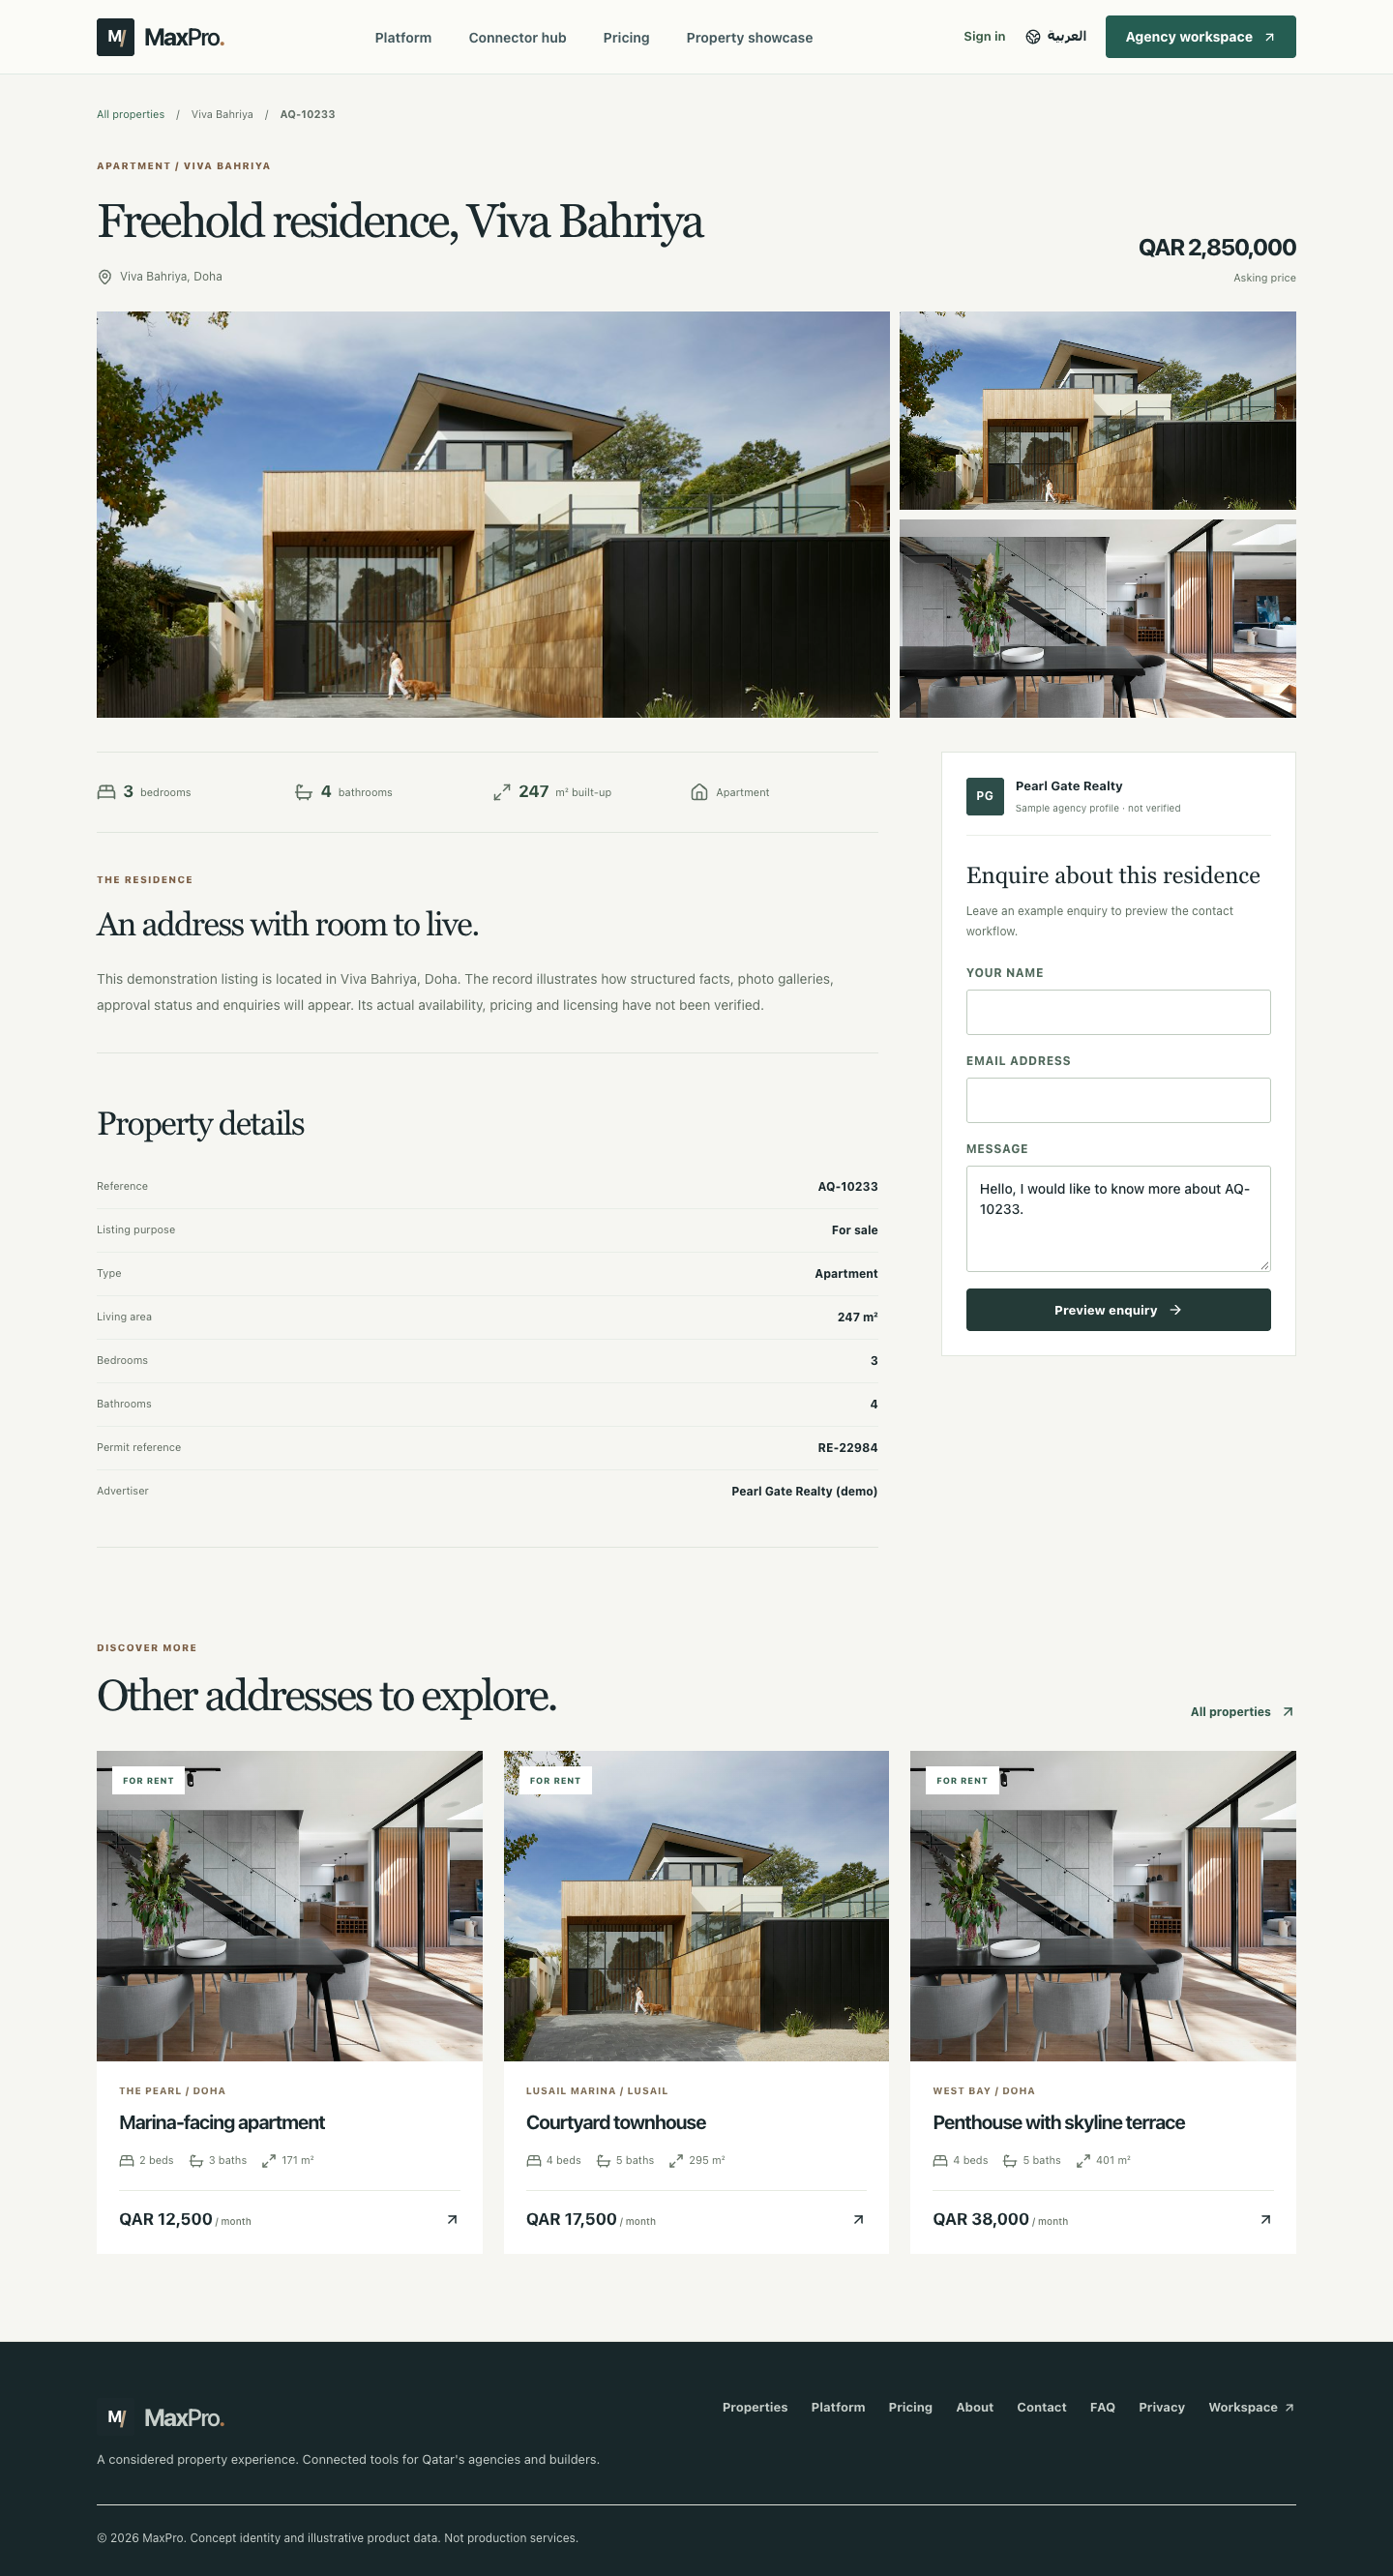 M/ MaxPro.
Platform
Connector hub
Pricing
Property showcase
Sign in
العربية
Agency workspace
All properties / Viva Bahriya / AQ-10233
APARTMENT / VIVA BAHRIYA
Freehold residence, Viva Bahriya
Viva Bahriya, Doha
QAR 2,850,000
Asking price
3 bedrooms
4 bathrooms
247 m² built-up
Apartment
THE RESIDENCE
An address with room to live.
This demonstration listing is located in Viva Bahriya, Doha. The record illustrates how structured facts, photo galleries,
approval status and enquiries will appear. Its actual availability, pricing and licensing have not been verified.
Property details
Reference AQ-10233
Listing purpose For sale
Type Apartment
Living area 247 m²
Bedrooms 3
Bathrooms 4
Permit reference RE-22984
Advertiser Pearl Gate Realty (demo)
PG
Pearl Gate Realty
Sample agency profile · not verified
Enquire about this residence
Leave an example enquiry to preview the contact
workflow.
YOUR NAME
EMAIL ADDRESS
MESSAGE
Hello, I would like to know more about AQ-
10233.
Preview enquiry
DISCOVER MORE
Other addresses to explore.
All properties
FOR RENT
THE PEARL / DOHA
Marina-facing apartment
2 beds 3 baths 171 m²
QAR 12,500 / month
FOR RENT
LUSAIL MARINA / LUSAIL
Courtyard townhouse
4 beds 5 baths 295 m²
QAR 17,500 / month
FOR RENT
WEST BAY / DOHA
Penthouse with skyline terrace
4 beds 5 baths 401 m²
QAR 38,000 / month
M/ MaxPro.
A considered property experience. Connected tools for Qatar's agencies and builders.
Properties
Platform
Pricing
About
Contact
FAQ
Privacy
Workspace
© 2026 MaxPro. Concept identity and illustrative product data. Not production services.